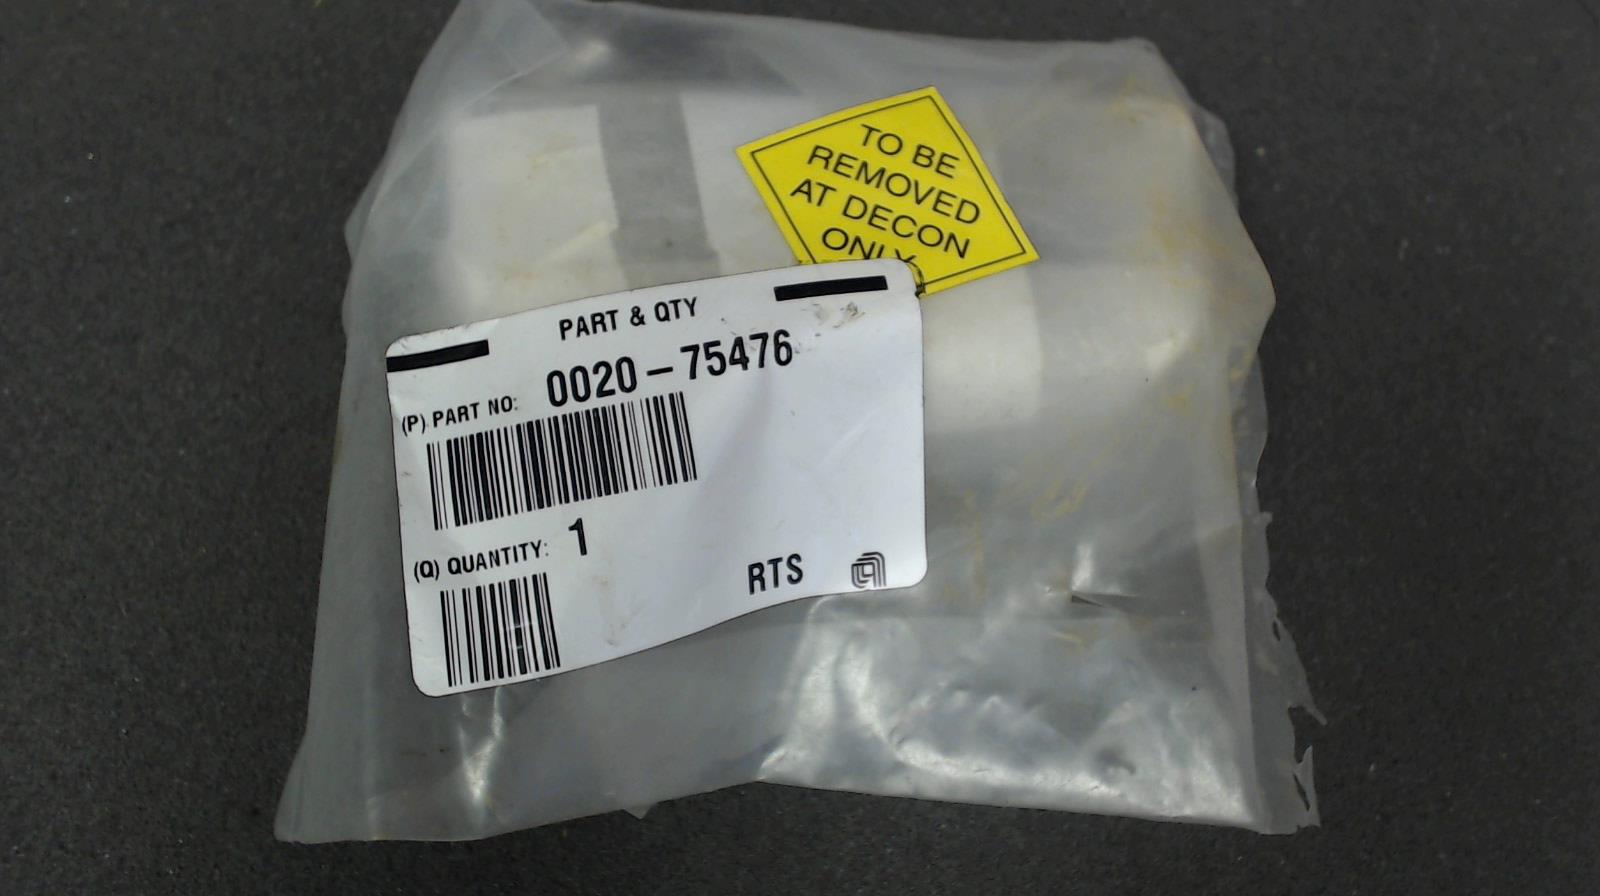 TO BE
REMOVED
AT DECON
ONLY
PART & QTY
(P) PART NO: 0020-75476
(Q) QUANTITY: 1
RTS